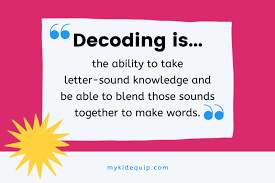 Decoding is...
the ability to take
letter-sound knowledge and
be able to blend those sounds
together to make words.
mykidequip.com